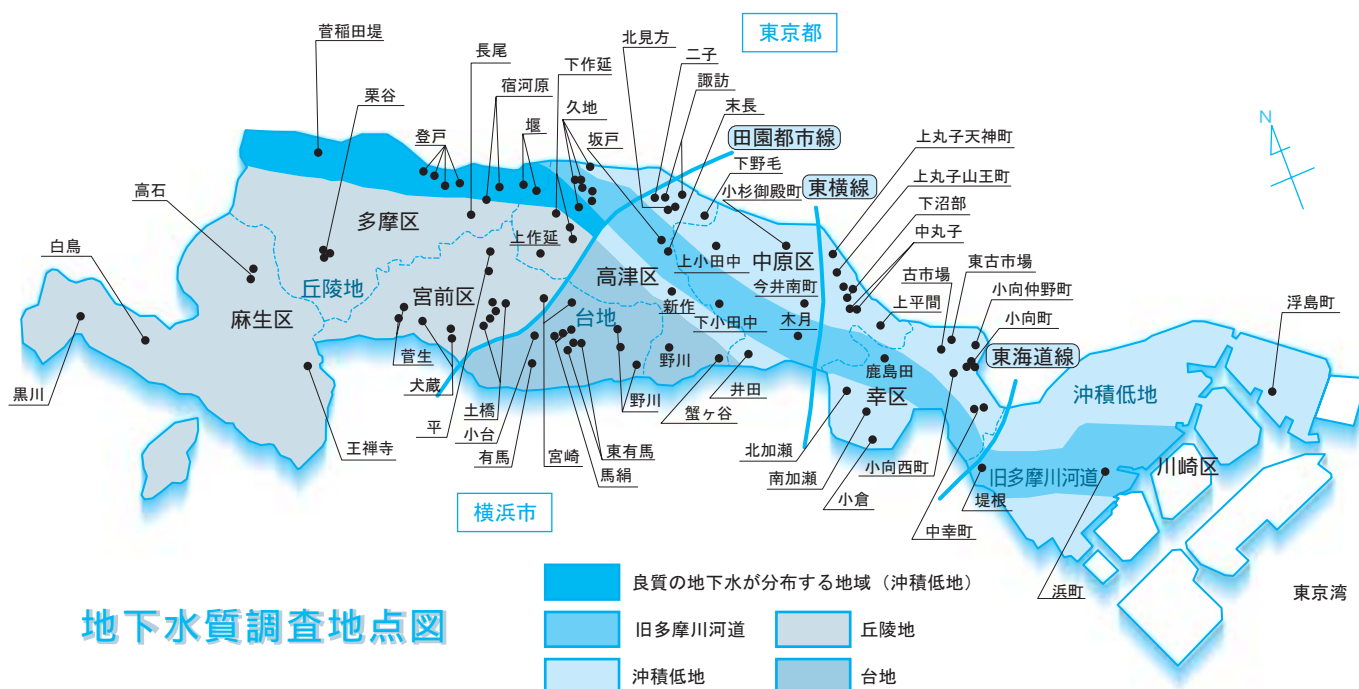 菅稲田堤
栗谷
登戸
長尾
宿河原
堰
下作延
久地
坂戸
北見方
東京都
二子
諏訪
末長
田園都市線
下野毛
小杉御殿町
東横線
上丸子天神町
上丸子山王町
下沼部
中丸子
古市場
東古市場
上平間
小向仲野町
小向町
東海道線
浮島町
N
高石
白鳥
多摩区
上作延
丘陵地
麻生区
宮前区
高津区
台地
新作
上小田中
中原区
今井南町
下小田中
木月
鹿島田
幸区
沖積低地
旧多摩川河道
川崎区
黒川
王禅寺
菅生
犬蔵
平
土橋
小台
有馬
宮崎
馬絹
東有馬
野川
野川
蟹ヶ谷
井田
北加瀬
南加瀬
小倉
小向西町
中幸町
堤根
浜町
東京湾
横浜市
良質の地下水が分布する地域（沖積低地）
旧多摩川河道
丘陵地
沖積低地
台地
地下水質調査地点図